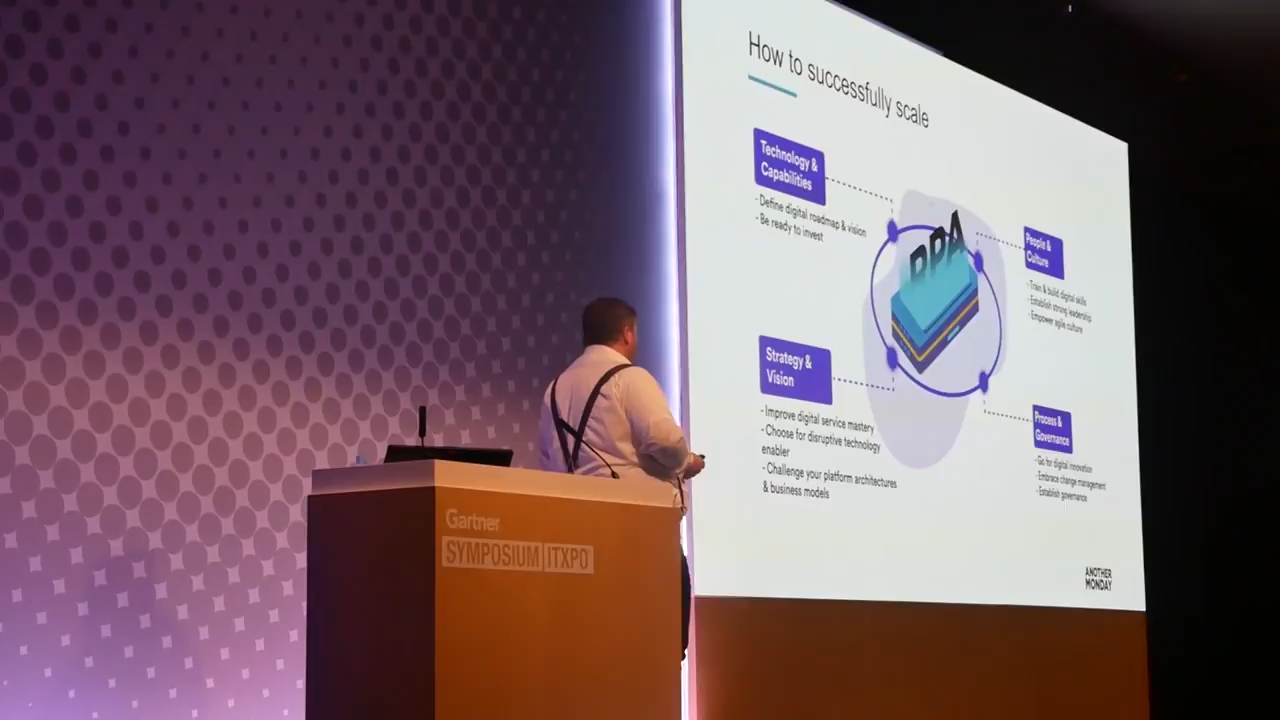 How to successfully scale
Technology &
Capabilities
- Define digital roadmap & vision
- Be ready to invest
RPA
People &
Culture
- Train & build digital skills
- Establish strong leadership
- Empower agile culture
Strategy &
Vision
- Improve digital service mastery
- Choose for disruptive technology
enabler
- Challenge your platform architectures
& business models
Process &
Governance
- Go for digital innovation
- Embrace change management
- Establish governance
ANOTHER
MONDAY
Gartner
SYMPOSIUM|ITXPO